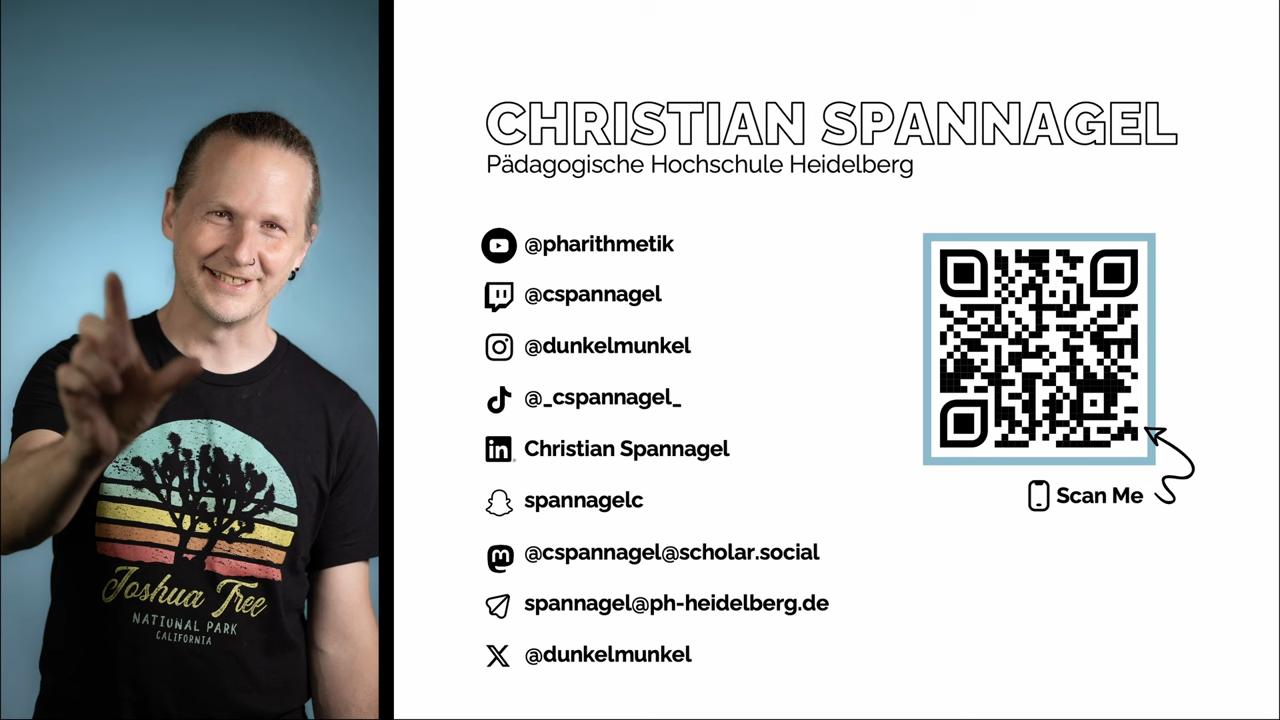 CHRISTIAN SPANNAGEL
Pädagogische Hochschule Heidelberg
@pharithmetik
@cspannagel
@dunkelmunkel
@_cspannagel_
in Christian Spannagel
spannagelc
@cspannagel@scholar.social
spannagel@ph-heidelberg.de
@dunkelmunkel
Scan Me
Joshua Tree
NATIONAL PARK
CALIFORNIA